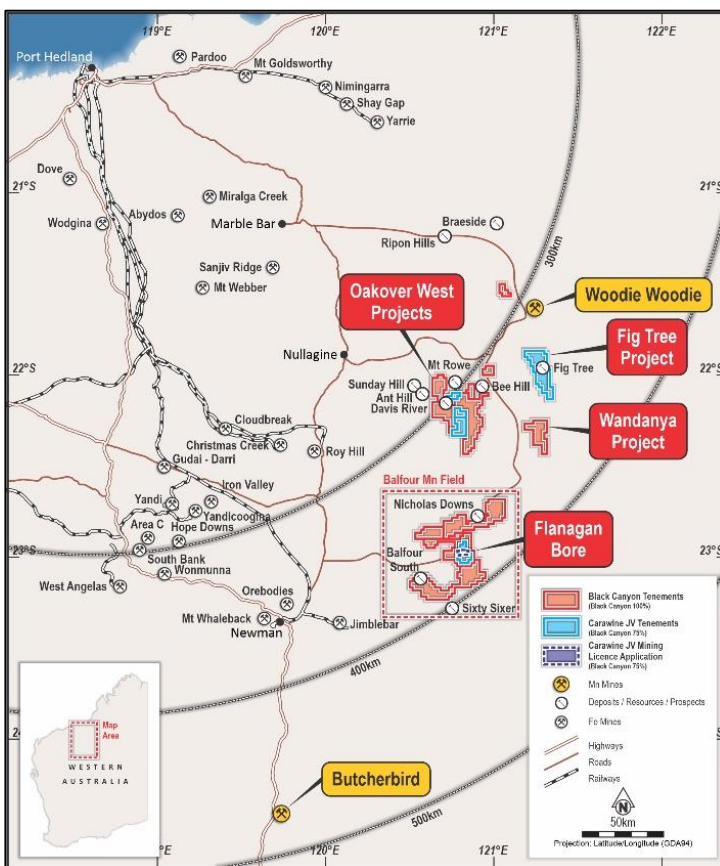 119°E
120°E
121°E
122°E
Port Hedland
Pardoo
Mt Goldsworthy
Nimingarra
Shay Gap
Yarrie
Dove
21°S
21°S
Miralga Creek
Abydos
Wodgina
Marble Bar
Braeside
Ripon Hills
300km
Sanjiv Ridge
Mt Webber
Oakover West
Projects
Woodie Woodie
Nullagine
22°S
22°S
Fig Tree
Project
Mt Rowe
Fig Tree
Sunday Hill
Bee Hill
Ant Hill
Davis River
Wandanya
Project
Cloudbreak
Christmas Creek
Roy Hill
Gudai - Darri
Iron Valley
Balfour Mn Field
Yandi
Yandicoogina
Nicholas Downs
Area C
Hope Downs
Flanagan
Bore
23°S
South Bank
Balfour
South
23°S
West Angelas
Wonmunna
Orebodies
Sixty Sixer
Mt Whaleback
Newman
Jimblebar
400km
Black Canyon Tenements
(Black Canyon 100%)
Carawine JV Tenements
(Black Canyon 75%)
Carawine JV Mining
Licence Application
(Black Canyon 75%)
Mn Mines
Deposits / Resources / Prospects
Fe Mines
Highways
Roads
Railways
N
50km
Projection: Latitude/Longitude (GDA94)
Map
Area
WESTERN
AUSTRALIA
Butcherbird
500km
119°E
120°E
121°E